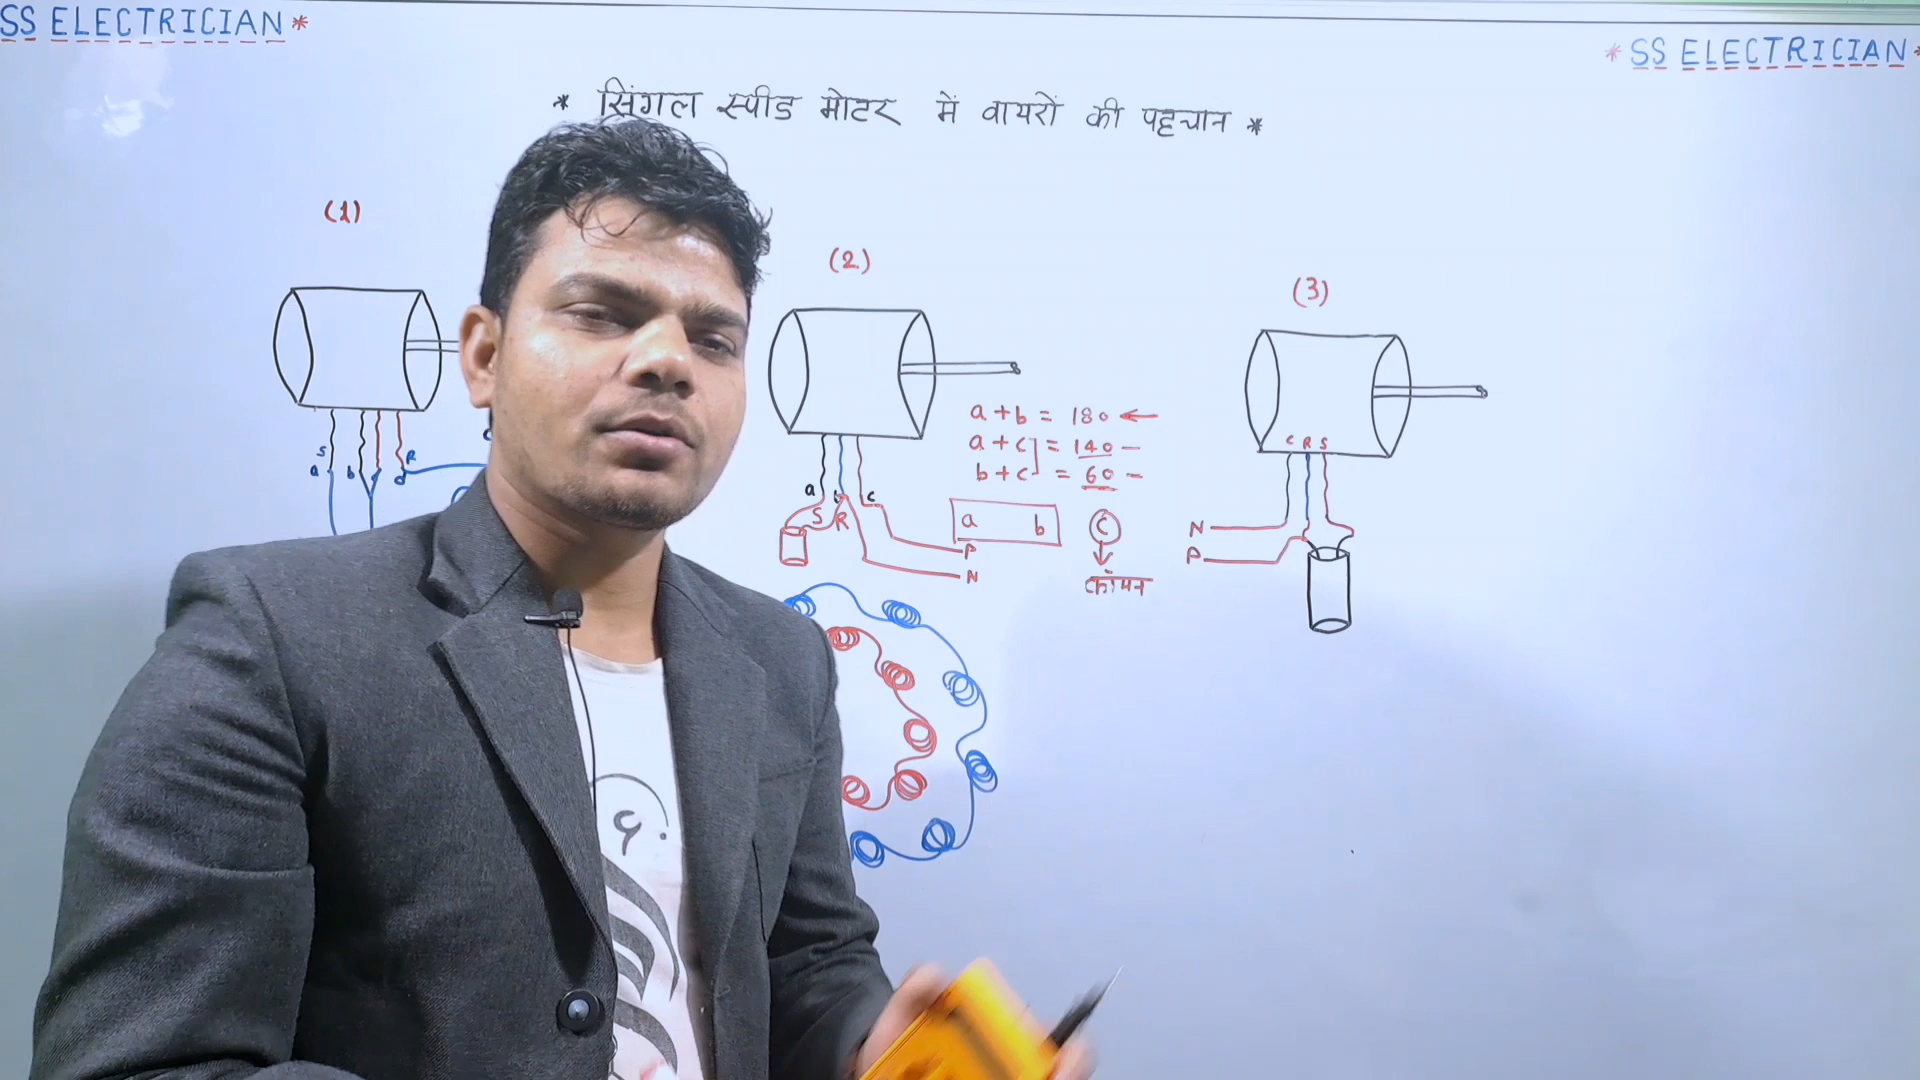 SS ELECTRICIAN *
* SS ELECTRICIAN *
* सिंगल स्पीड मोटर में वायरों की पहचान *
(1)
S
a b c d
R
(2)
a + b = 180 ←
a + c = 140 –
b + c = 60 –
a b c
S R
P
N
a b
C
कॉमन
(3)
C R S
N
P